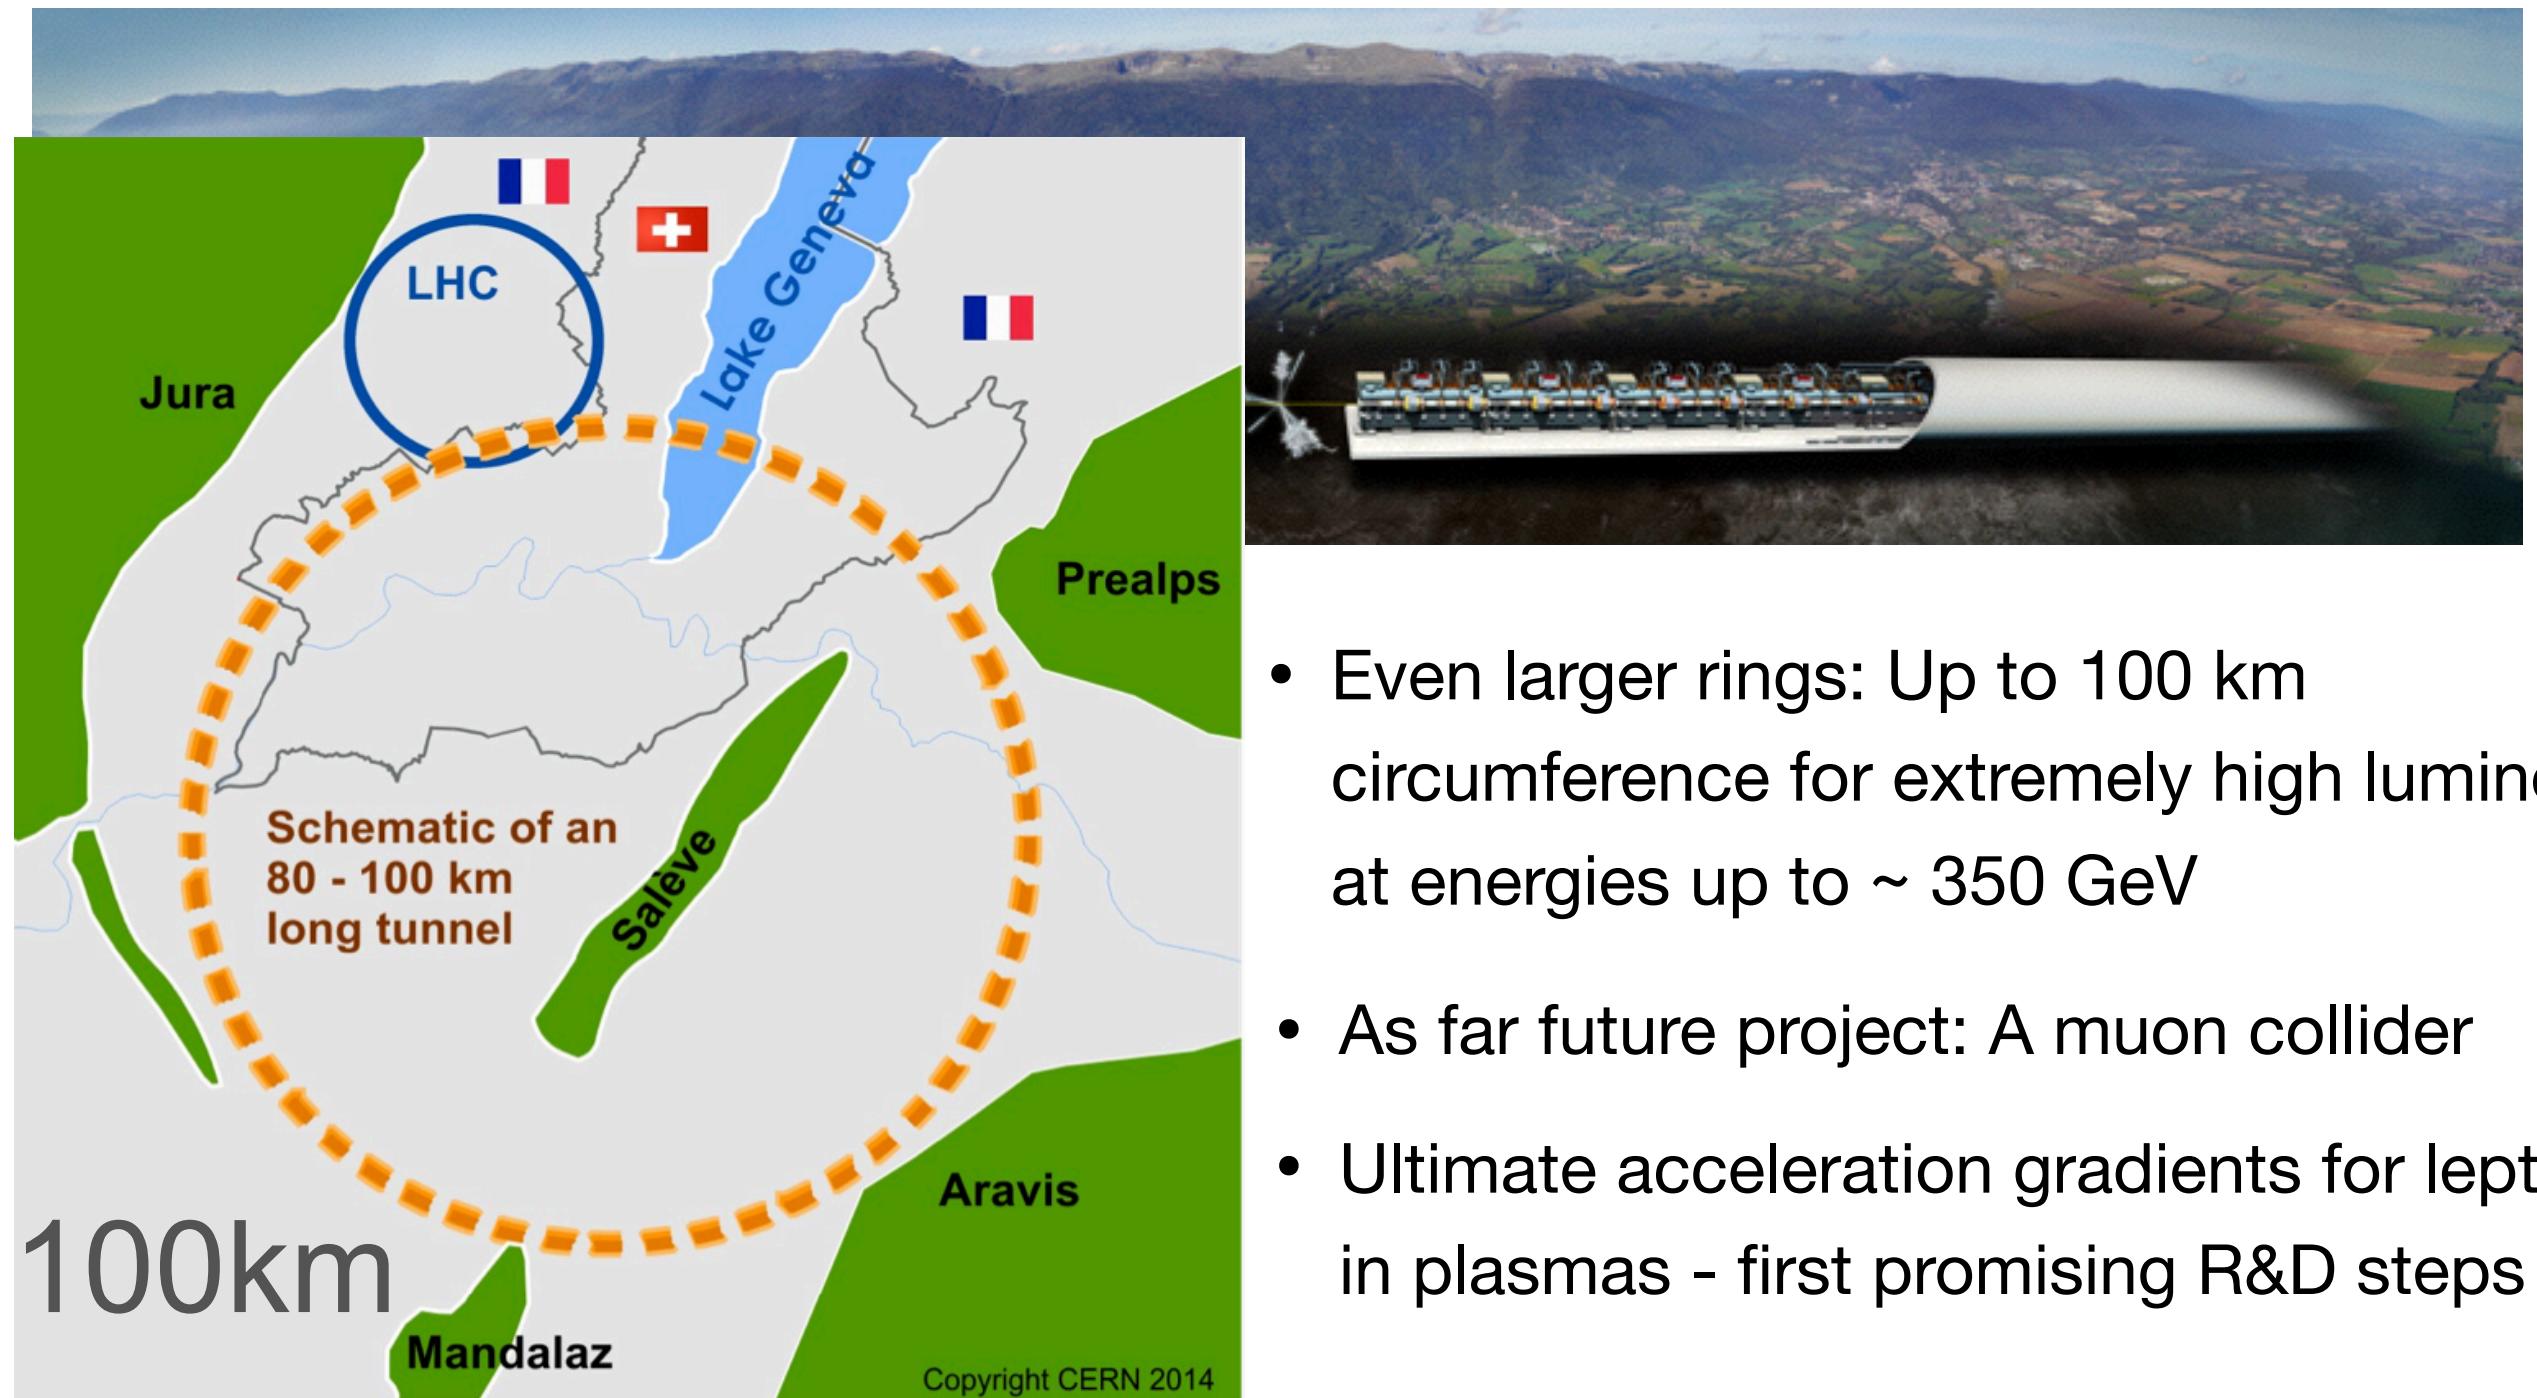 LHC
Lake Geneva
Jura
Prealps
Schematic of an
80 - 100 km
long tunnel
Salève
Aravis
100km
Mandalaz
Copyright CERN 2014
• Even larger rings: Up to 100 km
circumference for extremely high
at energies up to ~ 350 GeV
• As far future project: A muon collider
• Ultimate acceleration gradients for
in plasmas - first promising R&D steps